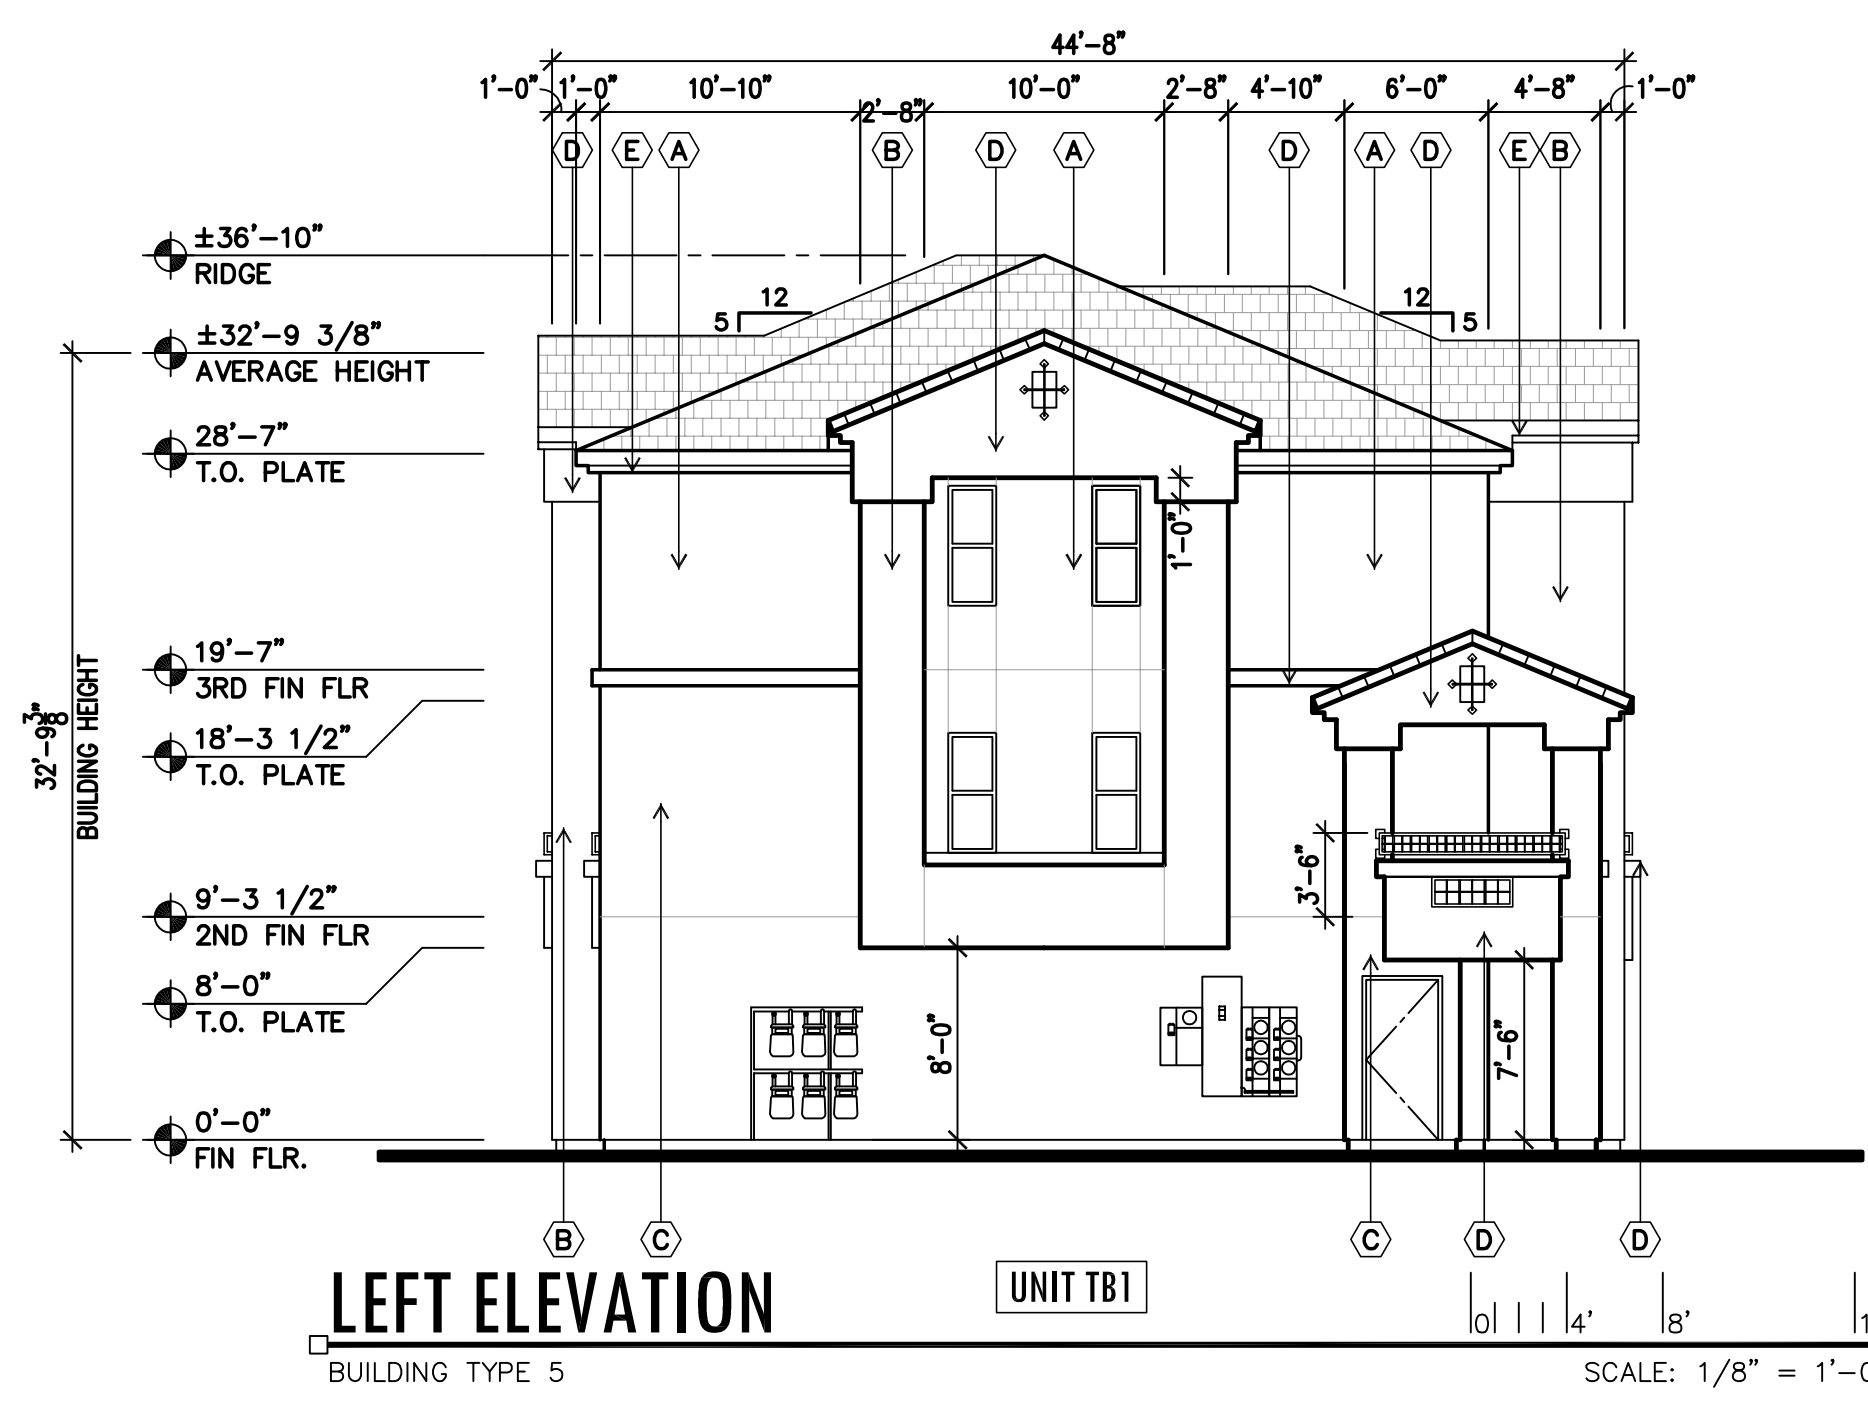 44'-8"
1'-0" 1'-0" 10'-10" 2'-8" 10'-0" 2'-8" 4'-10" 6'-0" 4'-8" 1'-0"
D E A B D A D A D E B
±36'-10"
RIDGE
12
5
12
5
±32'-9 3/8"
AVERAGE HEIGHT
28'-7"
T.O. PLATE
1'-0"
19'-7"
3RD FIN FLR
18'-3 1/2"
T.O. PLATE
32'-9 3/8"
BUILDING HEIGHT
3'-6"
9'-3 1/2"
2ND FIN FLR
8'-0"
T.O. PLATE
8'-0"
7'-6"
0'-0"
FIN FLR.
B C C D D
LEFT ELEVATION
UNIT TB1
0 4' 8' 1
BUILDING TYPE 5
SCALE: 1/8" = 1'-0